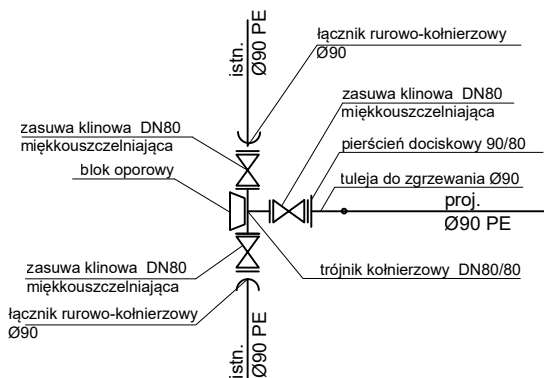 istn.
Ø90 PE
łącznik rurowo-kołnierzowy
Ø90
zasuwa klinowa  DN80
miękkouszczelniająca
zasuwa klinowa  DN80
miękkouszczelniająca
pierścień dociskowy 90/80
blok oporowy
tuleja do zgrzewania Ø90
proj.
Ø90 PE
zasuwa klinowa  DN80
miękkouszczelniająca
trójnik kołnierzowy  DN80/80
łącznik rurowo-kołnierzowy
Ø90
istn.
Ø90 PE